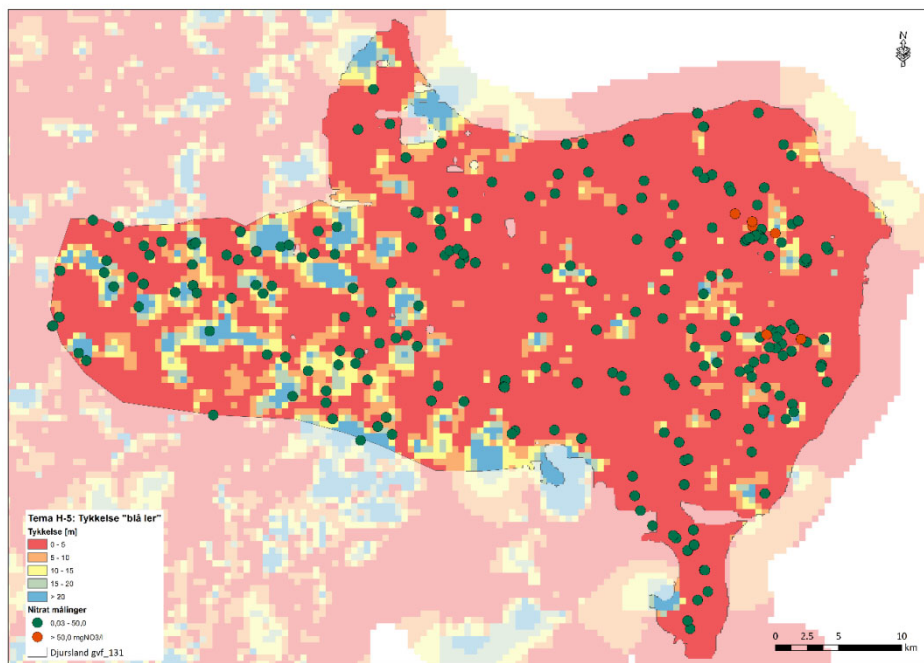 N
Tema H-5: Tykkelse "blå ler"
Tykkelse [m]
0 - 5
5 - 10
10 - 15
15 - 20
> 20
Nitrat målinger
0,03 - 50,0
> 50,0 mgNO3/l
Djursland gvf_131
0 2.5 5 10
km